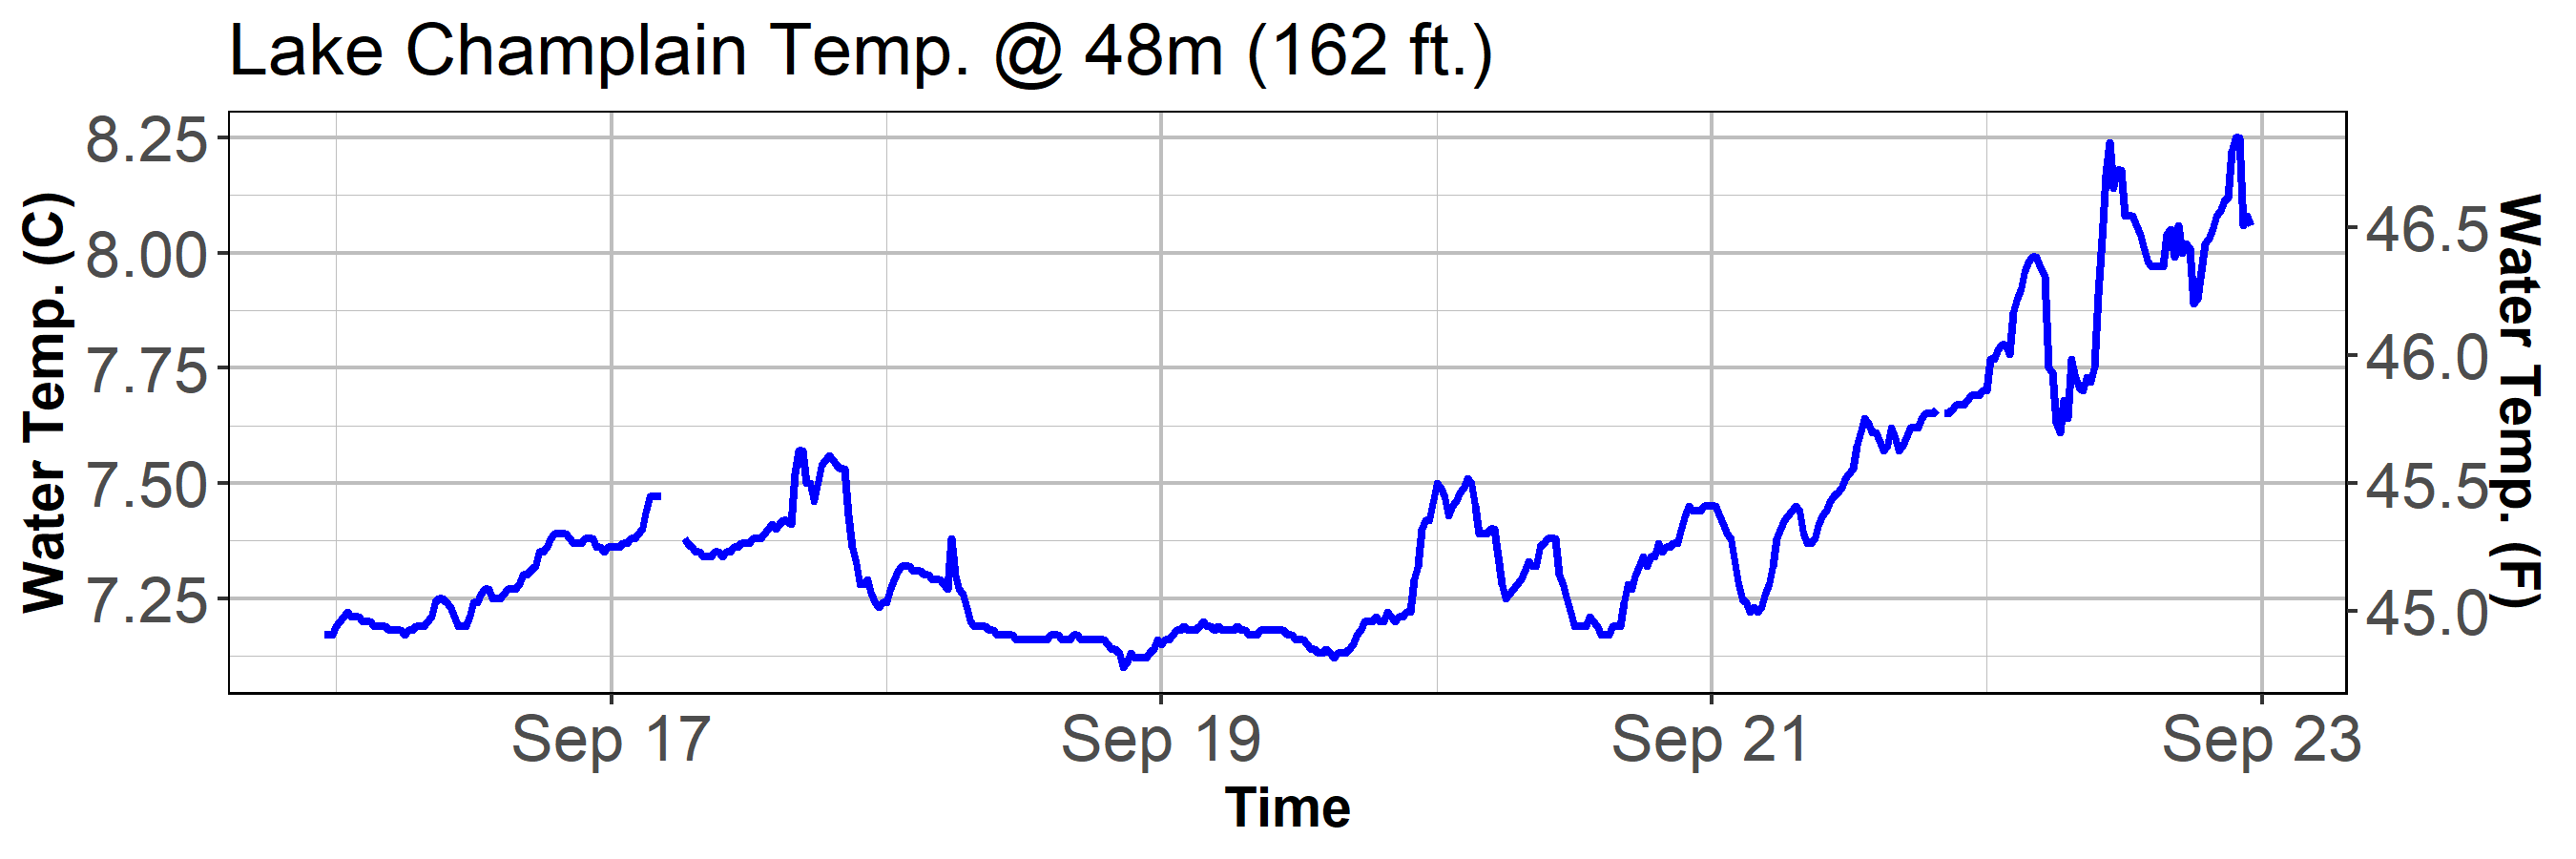 Lake Champlain Temp. @ 48m (162 ft.)
Water Temp. (C)
8.25
8.00
7.75
7.50
7.25
46.5
46.0
45.5
45.0
Water Temp. (F)
Sep 17
Sep 19
Sep 21
Sep 23
Time